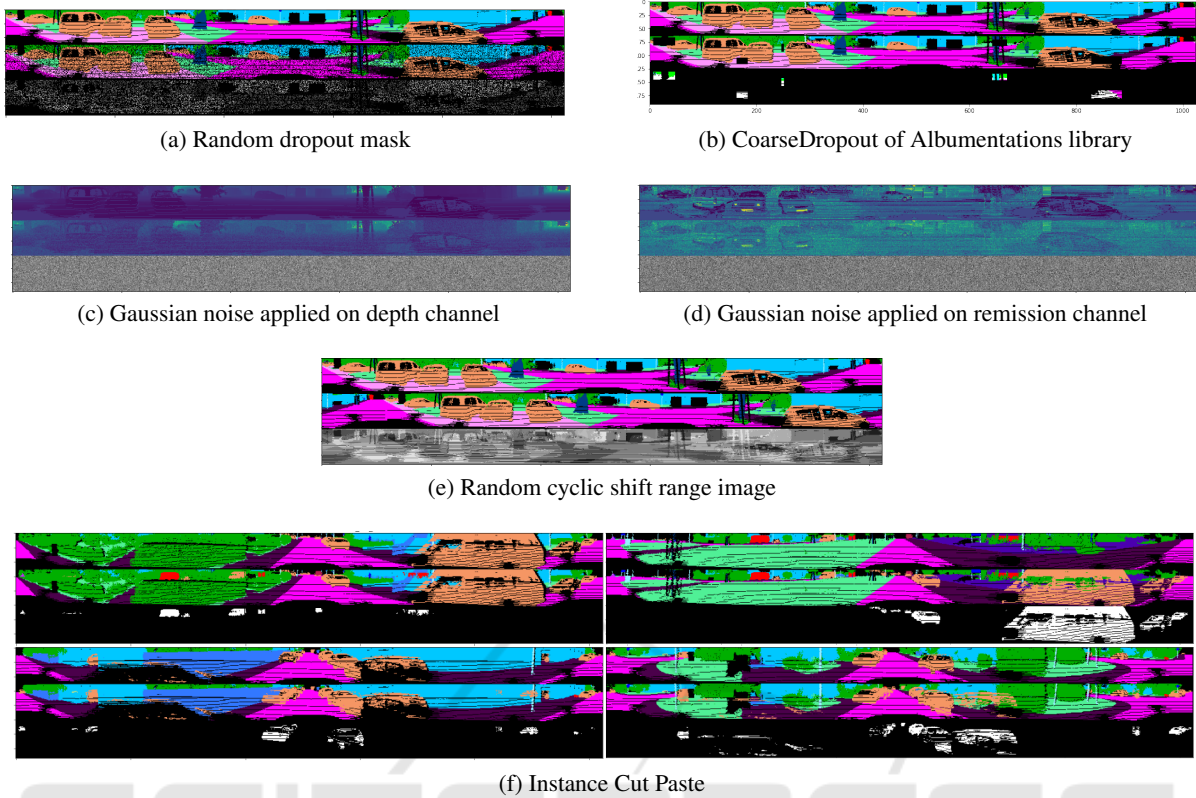 (a) Random dropout mask
0
25
50
75
0
25
50
75
0
200
400
600
800
1000
(b) CoarseDropout of Albumentations library
(c) Gaussian noise applied on depth channel
(d) Gaussian noise applied on remission channel
(e) Random cyclic shift range image
(f) Instance Cut Paste